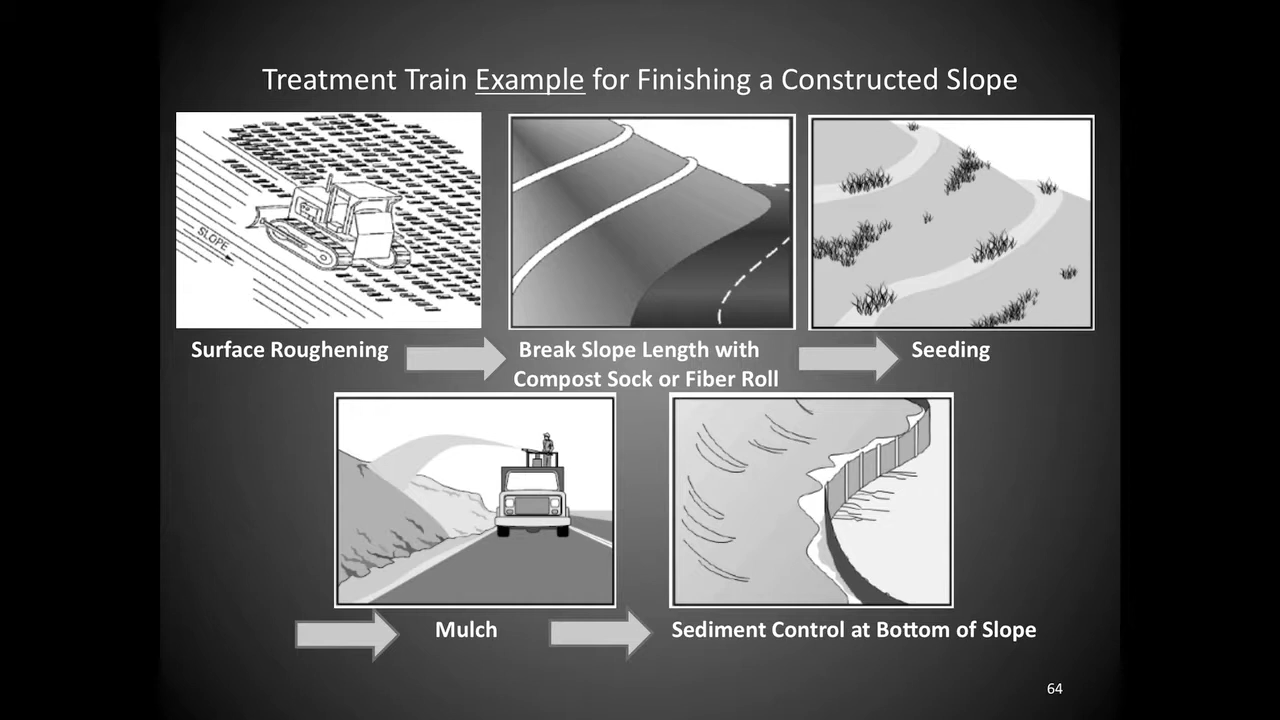 Treatment Train Example for Finishing a Constructed Slope
SLOPE
Surface Roughening
Break Slope Length with
Compost Sock or Fiber Roll
Seeding
Mulch
Sediment Control at Bottom of Slope
64